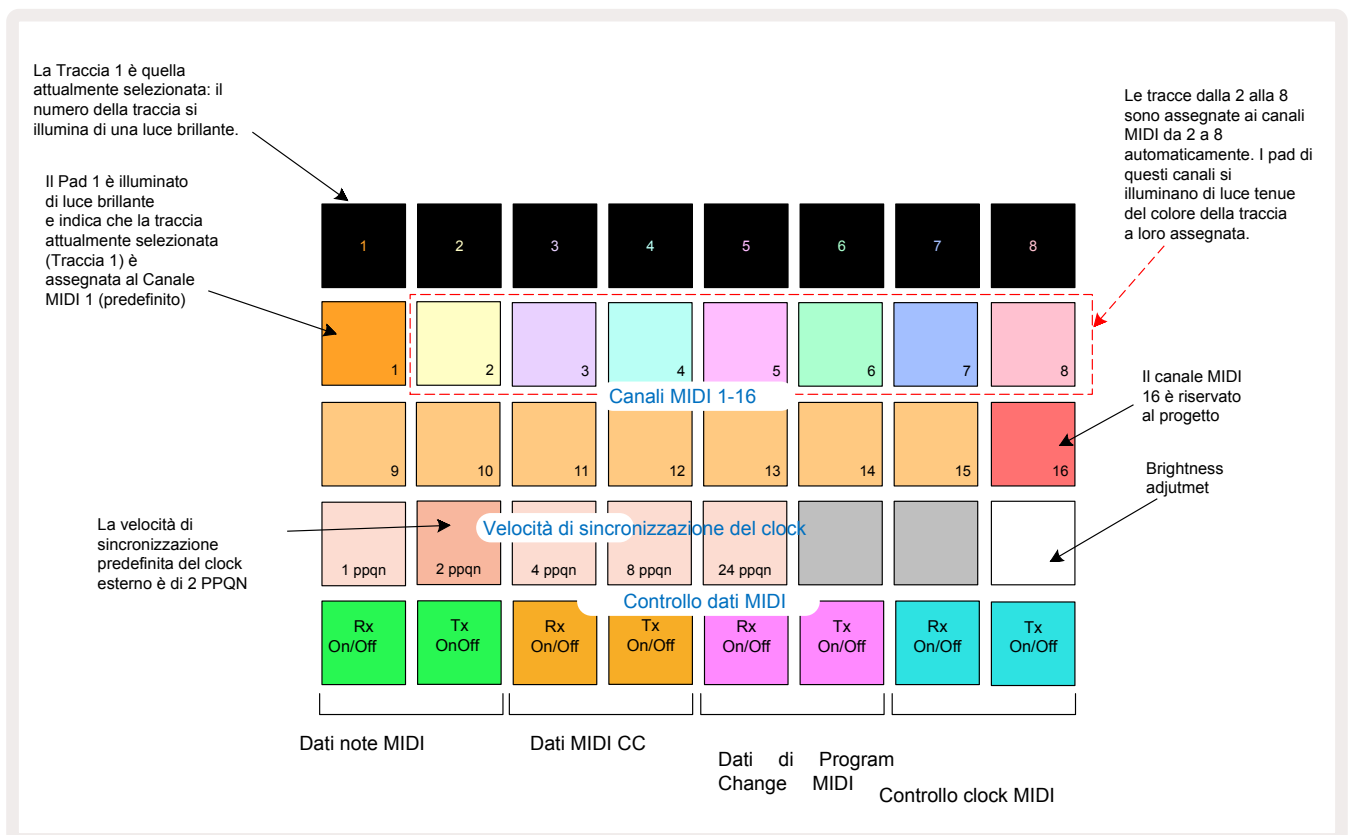 La Traccia 1 è quella
attualmente selezionata: il
numero della traccia si
illumina di una luce brillante.
Il Pad 1 è illuminato
di luce brillante
e indica che la traccia
attualmente selezionata
(Traccia 1) è
assegnata al Canale
MIDI 1 (predefinito)
Le tracce dalla 2 alla 8
sono assegnate ai canali
MIDI da 2 a 8
automaticamente. I pad di
questi canali si
illuminano di luce tenue
del colore della traccia
a loro assegnata.
1 2 3 4 5 6 7 8
1 2 3 4 5 6 7 8
Canali MIDI 1-16
Il canale MIDI
16 è riservato
al progetto
9 10 11 12 13 14 15 16
Brightness
adjutmet
La velocità di
sincronizzazione
predefinita del clock
esterno è di 2 PPQN
Velocità di sincronizzazione del clock
1 ppqn 2 ppqn 4 ppqn 8 ppqn 24 ppqn
Controllo dati MIDI
Rx Tx Rx Tx Rx Tx Rx Tx
On/Off OnOff On/Off On/Off On/Off On/Off On/Off On/Off
Dati note MIDI
Dati MIDI CC
Dati di Program
Change MIDI
Controllo clock MIDI